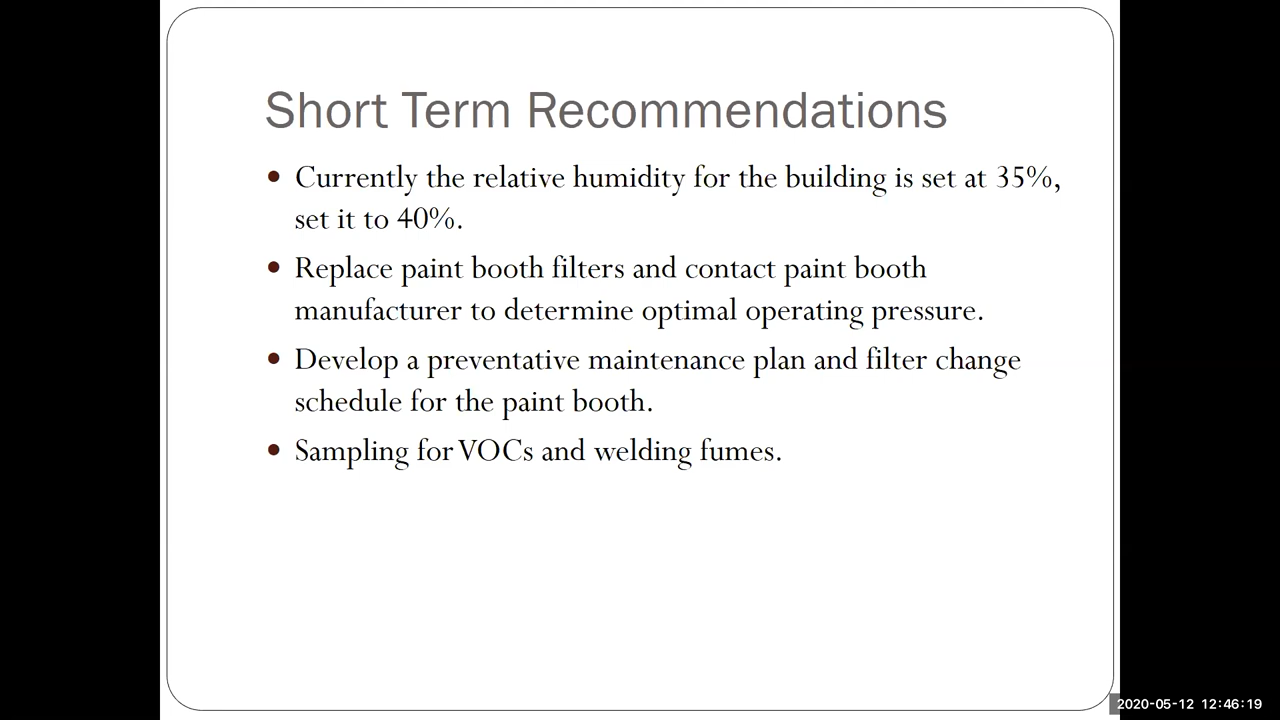 Short Term Recommendations
• Currently the relative humidity for the building is set at 35%,
set it to 40%.
• Replace paint booth filters and contact paint booth
manufacturer to determine optimal operating pressure.
• Develop a preventative maintenance plan and filter change
schedule for the paint booth.
• Sampling for VOCs and welding fumes.
2020-05-12 12:46:19